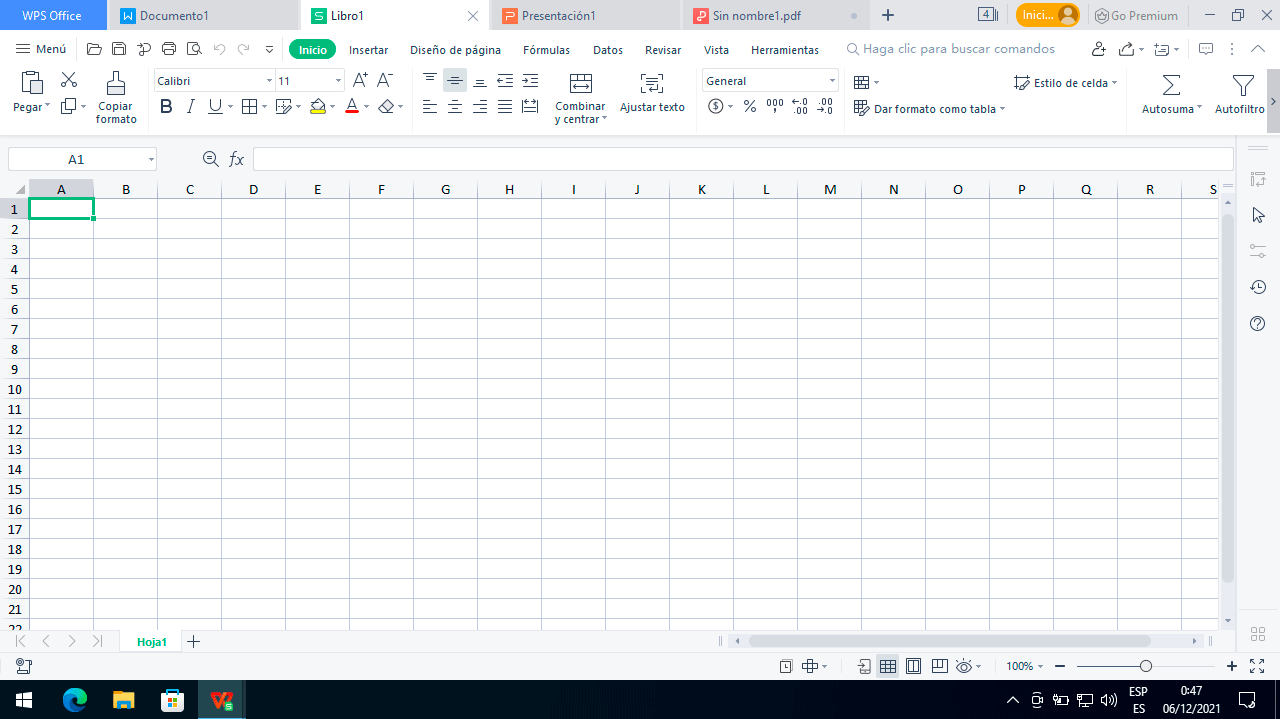 WPS Office
Documento1
Libro1
Presentación1
Sin nombre1.pdf
4
Inici...
Go Premium
Menú
Inicio
Insertar
Diseño de página
Fórmulas
Datos
Revisar
Vista
Herramientas
Haga clic para buscar comandos
Pegar
Copiar
formato
Calibri
11
Combinar
y centrar
Ajustar texto
General
Dar formato como tabla
Estilo de celda
Autosuma
Autofiltro
A1
fx
A B C D E F G H I J K L M N O P Q R S
1
2
3
4
5
6
7
8
9
10
11
12
13
14
15
16
17
18
19
20
21
22
Hoja1
100%
ESP
ES
0:47
06/12/2021